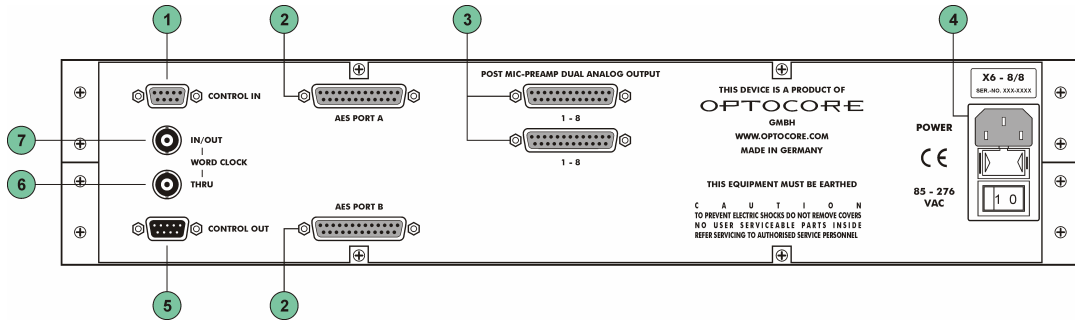 1
2
3
4
CONTROL IN
AES PORT A
POST MIC-PREAMP DUAL ANALOG OUTPUT
1 - 8
1 - 8
THIS DEVICE IS A PRODUCT OF
OPTOCORE
GMBH
WWW.OPTOCORE.COM
MADE IN GERMANY
X6 - 8/8
SER.-NO. XXX-XXXX
POWER
CE
85 - 276
VAC
1 0
7
IN/OUT
WORD CLOCK
THRU
6
CONTROL OUT
AES PORT B
THIS EQUIPMENT MUST BE EARTHED
C A U T I O N
TO PREVENT ELECTRIC SHOCKS DO NOT REMOVE COVERS
NO USER SERVICEABLE PARTS INSIDE
REFER SERVICING TO AUTHORISED SERVICE PERSONNEL
5
2